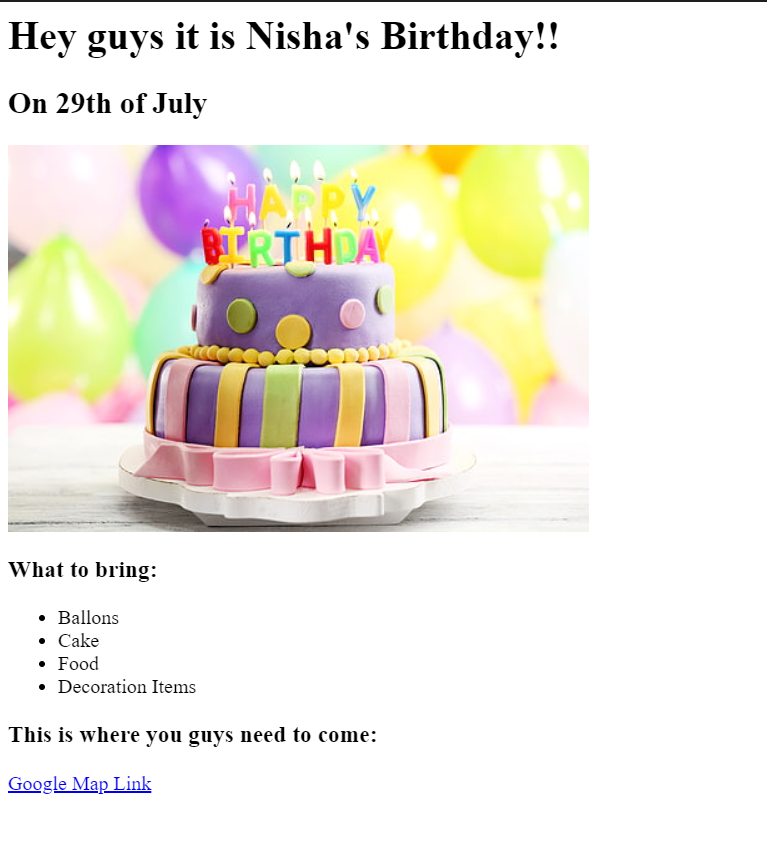 Hey guys it is Nisha's Birthday!!
On 29th of July
HAPPY
BIRTHDAY
What to bring:
Ballons
Cake
Food
Decoration Items
This is where you guys need to come:
Google Map Link